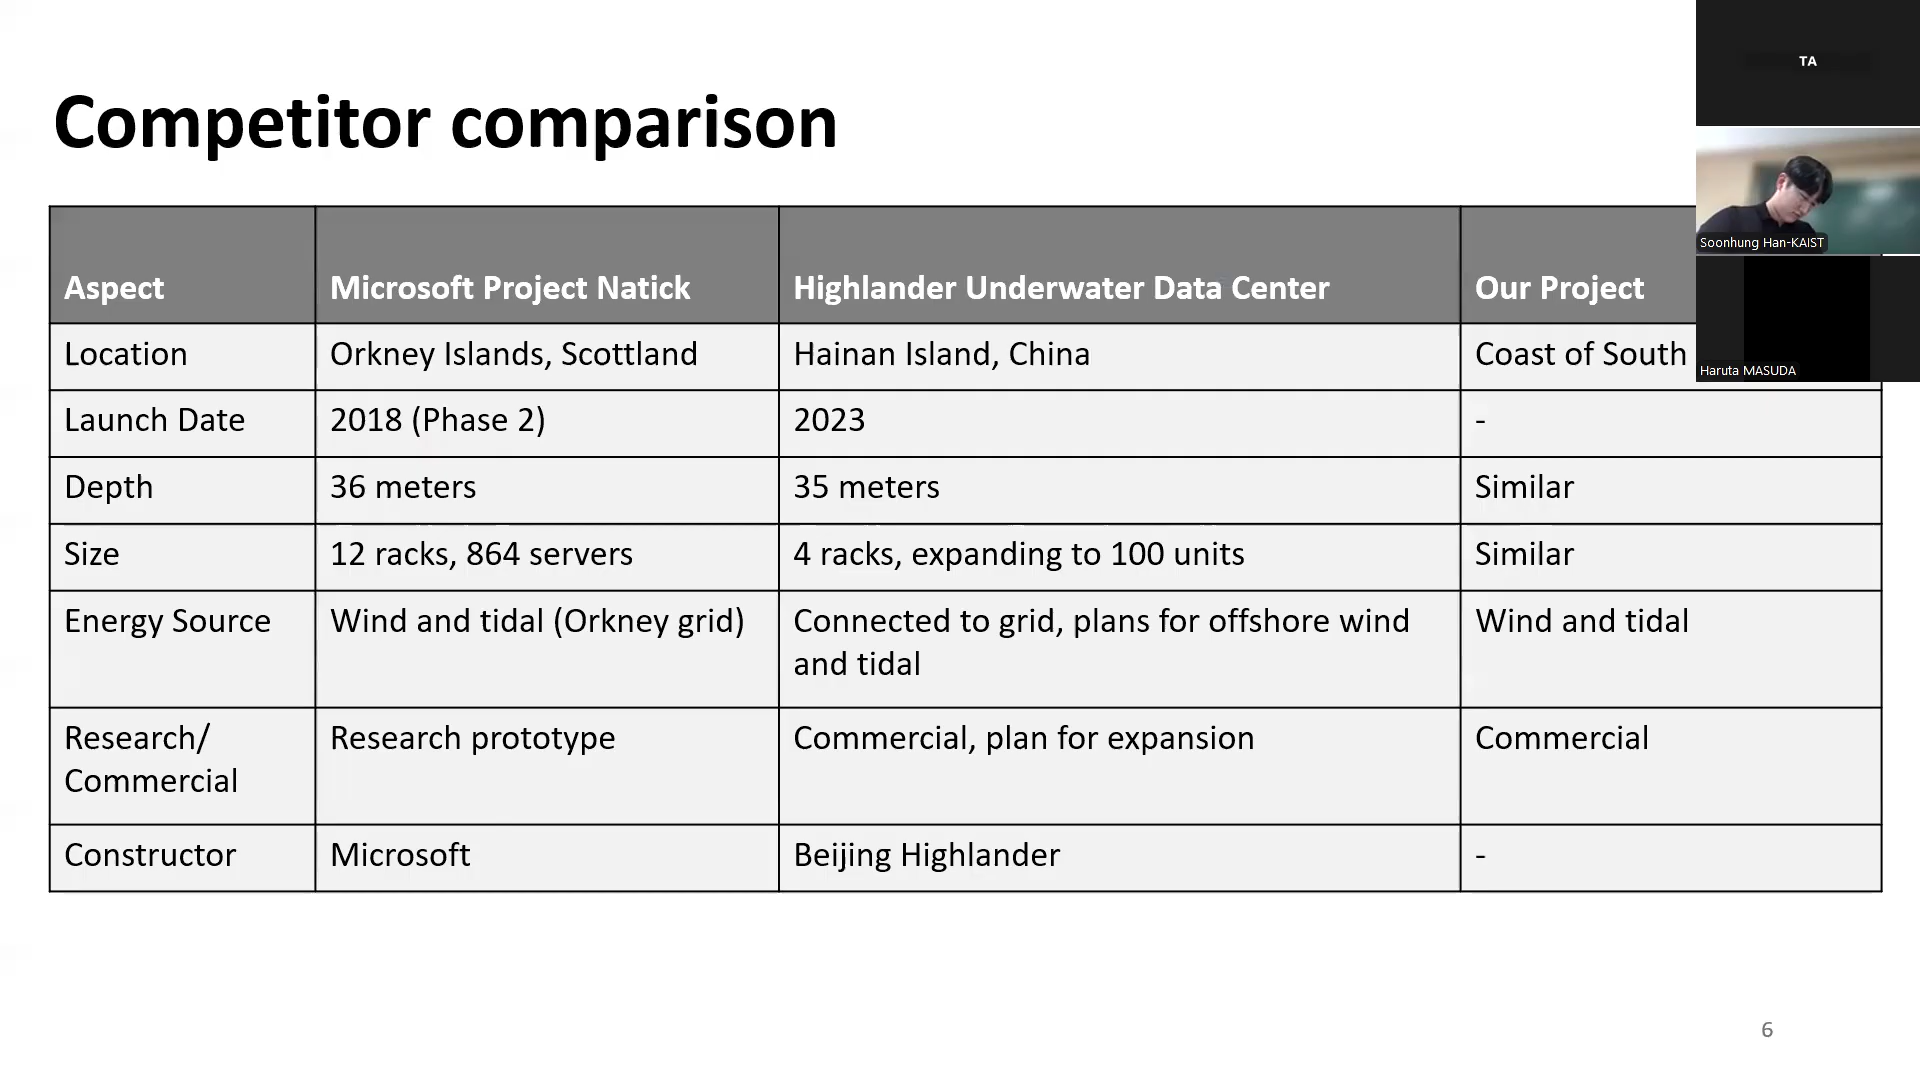 TA
Competitor comparison
Soonhung Han-KAIST
Aspect
Microsoft Project Natick
Highlander Underwater Data Center
Our Project
Location
Orkney Islands, Scottland
Hainan Island, China
Coast of South
Haruta MASUDA
Launch Date
2018 (Phase 2)
2023
-
Depth
36 meters
35 meters
Similar
Size
12 racks, 864 servers
4 racks, expanding to 100 units
Similar
Energy Source
Wind and tidal (Orkney grid)
Connected to grid, plans for offshore wind
and tidal
Wind and tidal
Research/
Commercial
Research prototype
Commercial, plan for expansion
Commercial
Constructor
Microsoft
Beijing Highlander
-
6